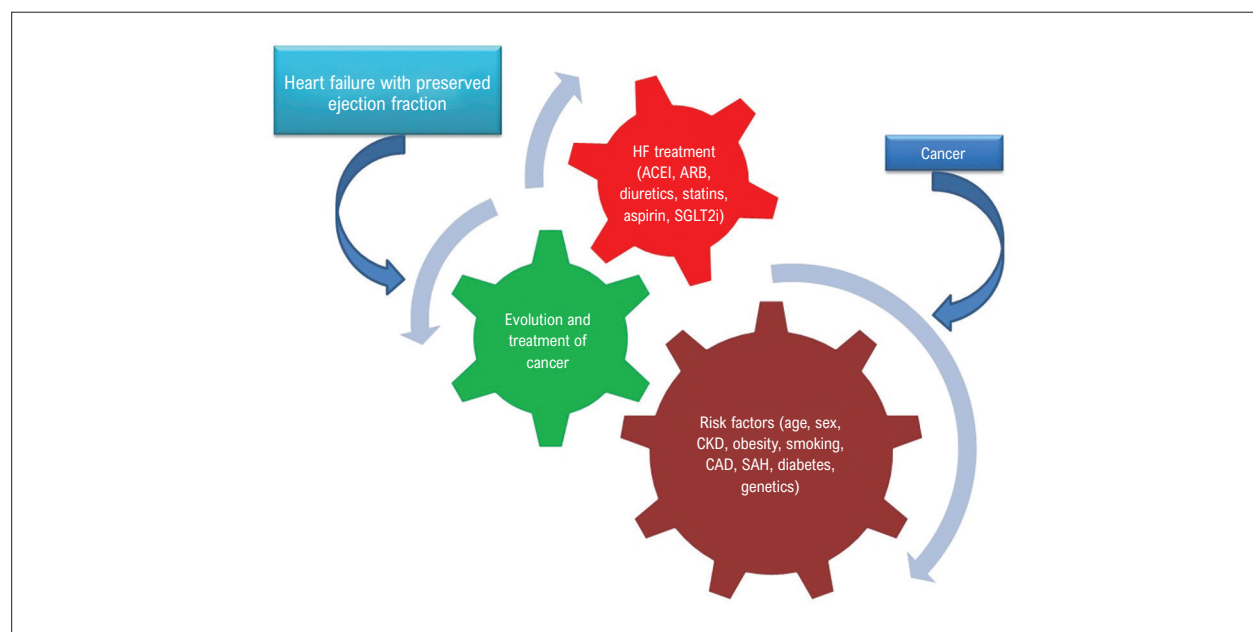 Heart failure with preserved
ejection fraction
HF treatment
(ACEI, ARB,
diuretics, statins,
aspirin, SGLT2i)
Cancer
Evolution and
treatment of
cancer
Risk factors (age, sex,
CKD, obesity, smoking,
CAD, SAH, diabetes,
genetics)